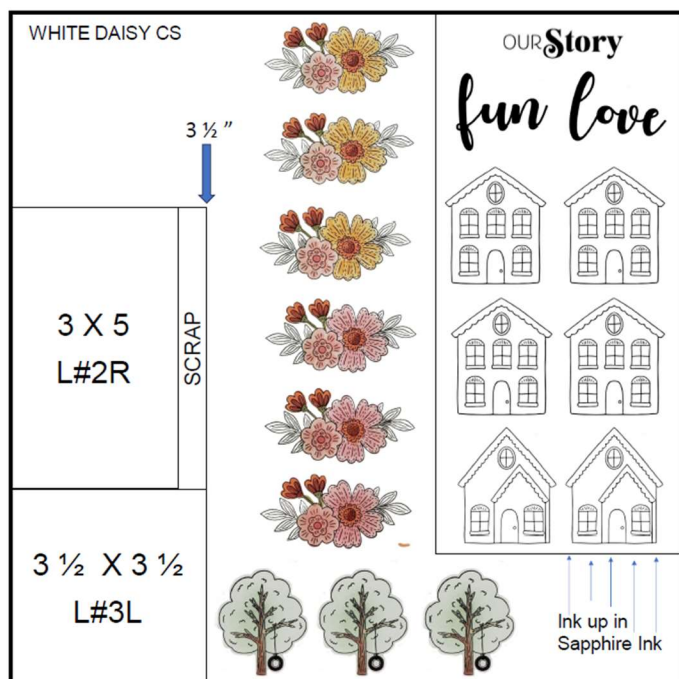 WHITE DAISY CS
OUR Story
fun love
3 ½ ”
3 X 5
L#2R
SCRAP
3 ½ X 3 ½
L#3L
Ink up in
Sapphire Ink